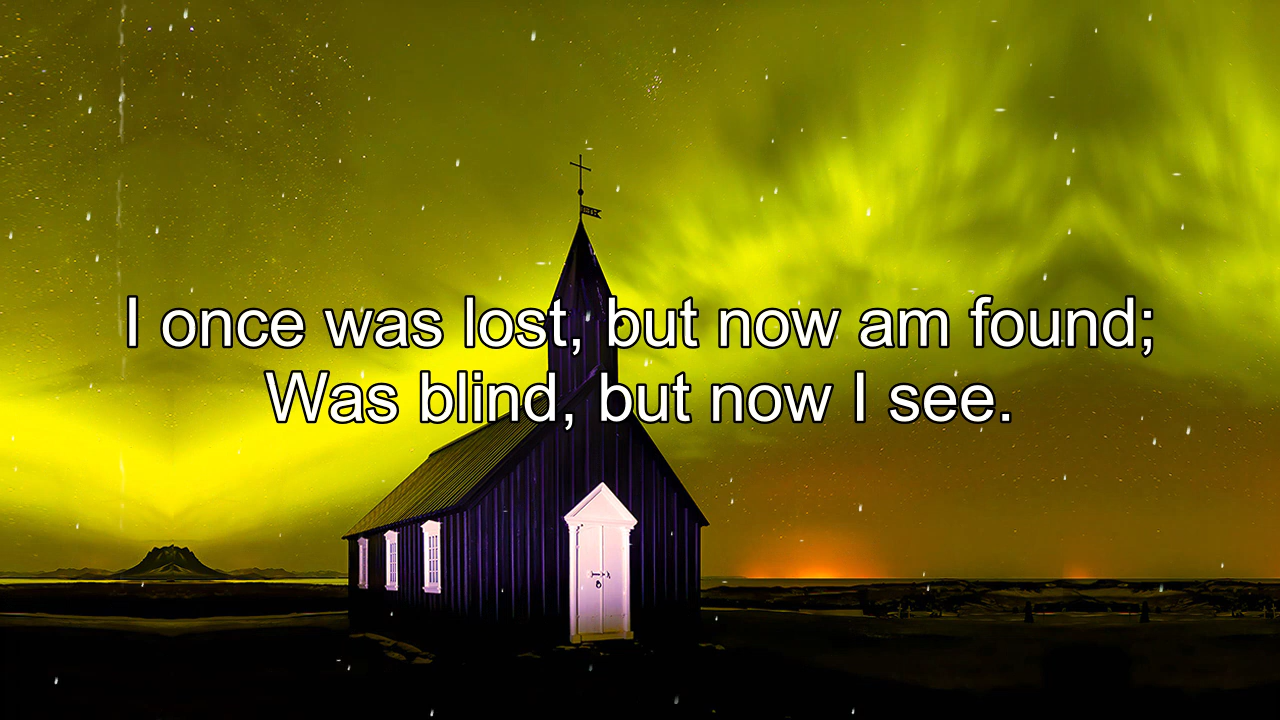 I once was lost, but now am found;
Was blind, but now I see.